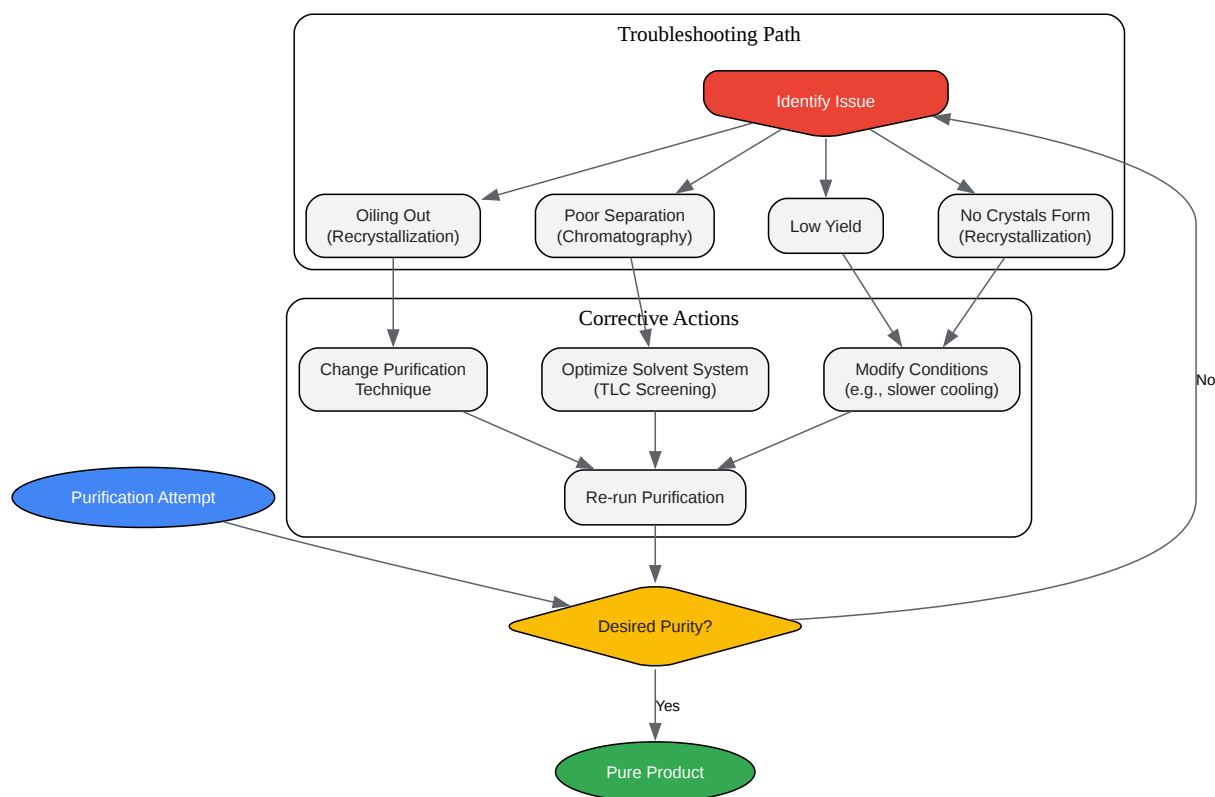 Troubleshooting Path
Identify Issue
Oiling Out
(Recrystallization)
Poor Separation
(Chromatography)
Low Yield
No Crystals Form
(Recrystallization)
Corrective Actions
Change Purification
Technique
Optimize Solvent System
(TLC Screening)
Modify Conditions
(e.g., slower cooling)
No
Purification Attempt
Re-run Purification
Desired Purity?
Yes
Pure Product